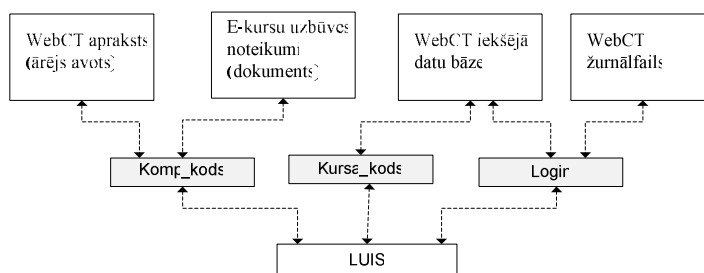 WebCT apraksts
(ārējs avots)
E-kursu uzbūves
noteikumi
(dokuments)
WebCT iekšējā
datu bāze
WebCT
žurnālfails
Komp_kods
Kursa_kods
Login
LUIS